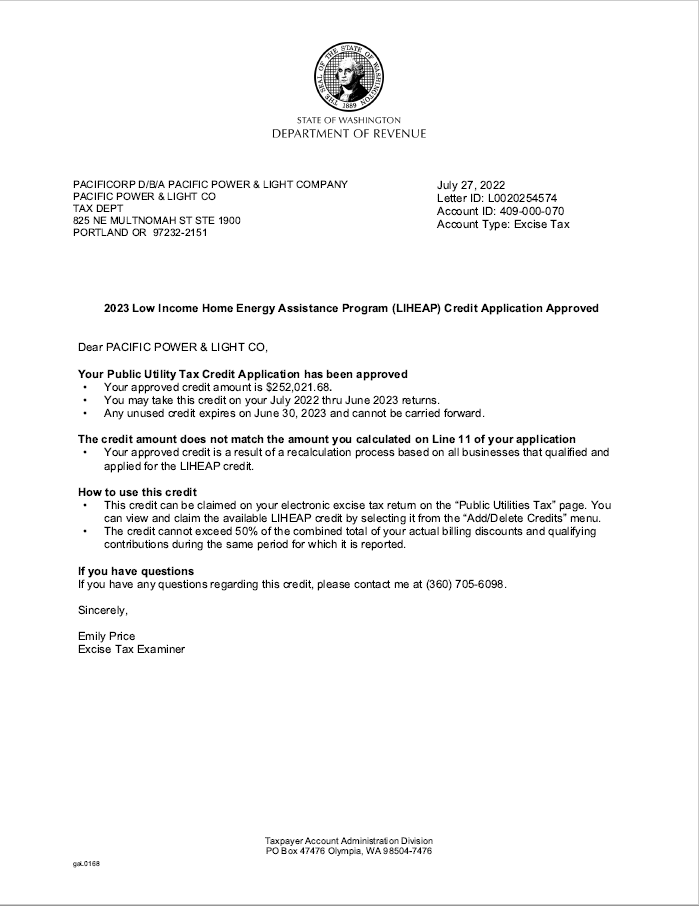 THE SEAL OF THE STATE OF WASHINGTON
1889
STATE OF WASHINGTON
DEPARTMENT OF REVENUE
PACIFICORP D/B/A PACIFIC POWER & LIGHT COMPANY
PACIFIC POWER & LIGHT CO
TAX DEPT
825 NE MULTNOMAH ST STE 1900
PORTLAND OR 97232-2151
July 27, 2022
Letter ID: L0020254574
Account ID: 409-000-070
Account Type: Excise Tax
2023 Low Income Home Energy Assistance Program (LIHEAP) Credit Application Approved
Dear PACIFIC POWER & LIGHT CO,
Your Public Utility Tax Credit Application has been approved
• Your approved credit amount is $252,021.68.
• You may take this credit on your July 2022 thru June 2023 returns.
• Any unused credit expires on June 30, 2023 and cannot be carried forward.
The credit amount does not match the amount you calculated on Line 11 of your application
• Your approved credit is a result of a recalculation process based on all businesses that qualified and
applied for the LIHEAP credit.
How to use this credit
• This credit can be claimed on your electronic excise tax return on the “Public Utilities Tax” page. You
can view and claim the available LIHEAP credit by selecting it from the “Add/Delete Credits” menu.
• The credit cannot exceed 50% of the combined total of your actual billing discounts and qualifying
contributions during the same period for which it is reported.
If you have questions
If you have any questions regarding this credit, please contact me at (360) 705-6098.
Sincerely,
Emily Price
Excise Tax Examiner
Taxpayer Account Administration Division
PO Box 47476 Olympia, WA 98504-7476
gaL0168